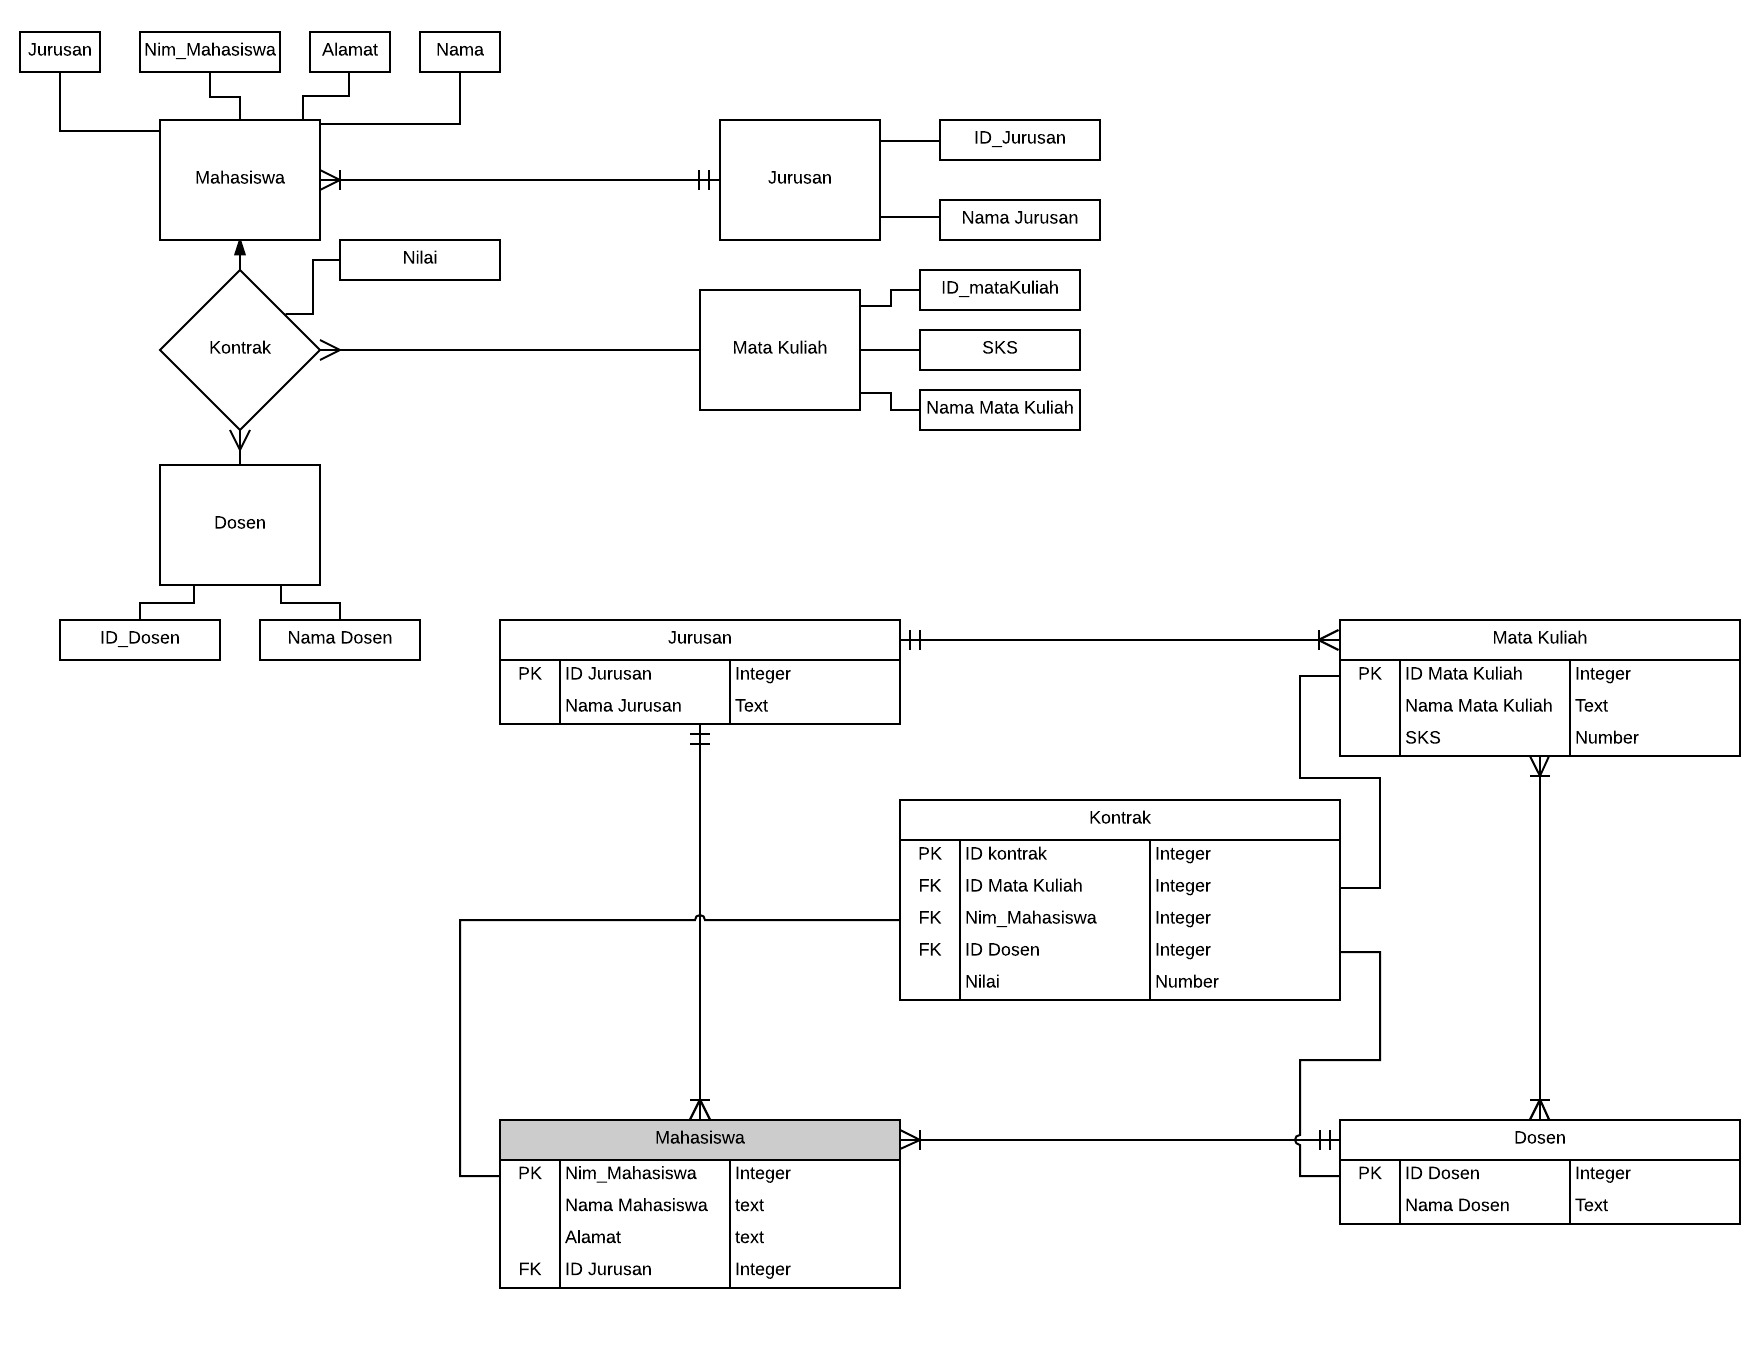 Jurusan
Nim_Mahasiswa
Alamat
Nama
Mahasiswa
Jurusan
ID_Jurusan
Nama Jurusan
Nilai
Kontrak
Mata Kuliah
ID_mataKuliah
SKS
Nama Mata Kuliah
Dosen
ID_Dosen
Nama Dosen
Jurusan
PK ID Jurusan Integer
Nama Jurusan Text
Mata Kuliah
PK ID Mata Kuliah Integer
Nama Mata Kuliah Text
SKS Number
Kontrak
PK ID kontrak Integer
FK ID Mata Kuliah Integer
FK Nim_Mahasiswa Integer
FK ID Dosen Integer
Nilai Number
Mahasiswa
PK Nim_Mahasiswa Integer
Nama Mahasiswa text
Alamat text
FK ID Jurusan Integer
Dosen
PK ID Dosen Integer
Nama Dosen Text